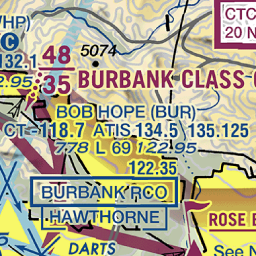 WHP)
CTC
20 N
132.1
48
35
5074
2.95
BURBANK CLASS C
BOB HOPE (BUR)
CT - 118.7 ATIS 134.5 135.125
778 L 69 122.95
122.35
BURBANK RCO
HAWTHORNE
ROSE B
DARTS
See N